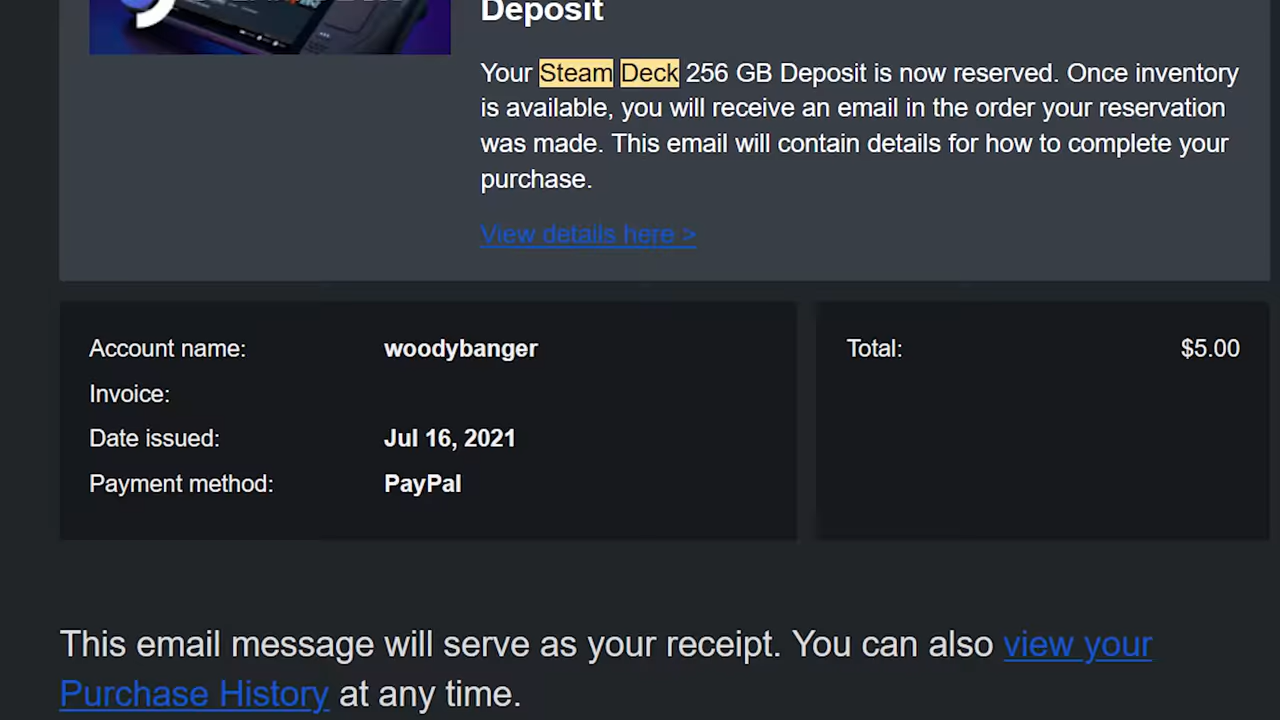 Deposit
Your Steam Deck 256 GB Deposit is now reserved. Once inventory
is available, you will receive an email in the order your reservation
was made. This email will contain details for how to complete your
purchase.
View details here >
Account name: woodybanger
Total: $5.00
Invoice:
Date issued: Jul 16, 2021
Payment method: PayPal
This email message will serve as your receipt. You can also view your
Purchase History at any time.